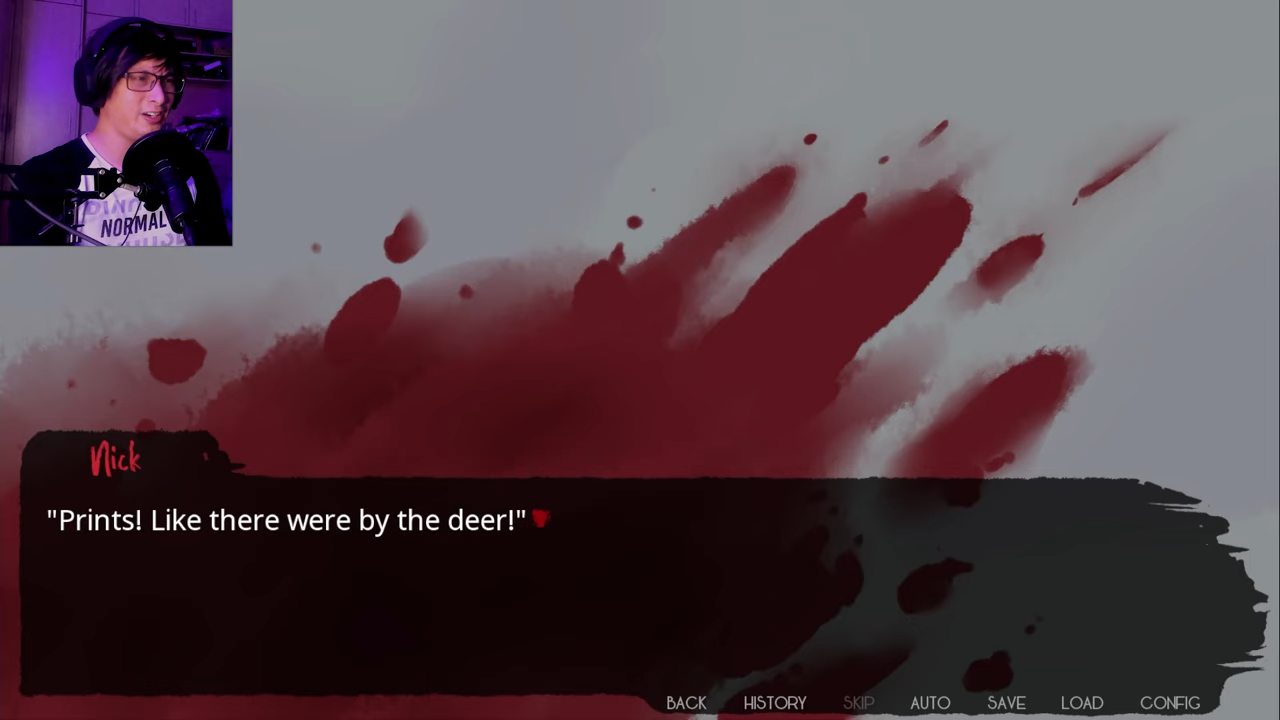 NORMAL
Nick
"Prints! Like there were by the deer!"
BACK HISTORY SKIP AUTO SAVE LOAD CONFIG